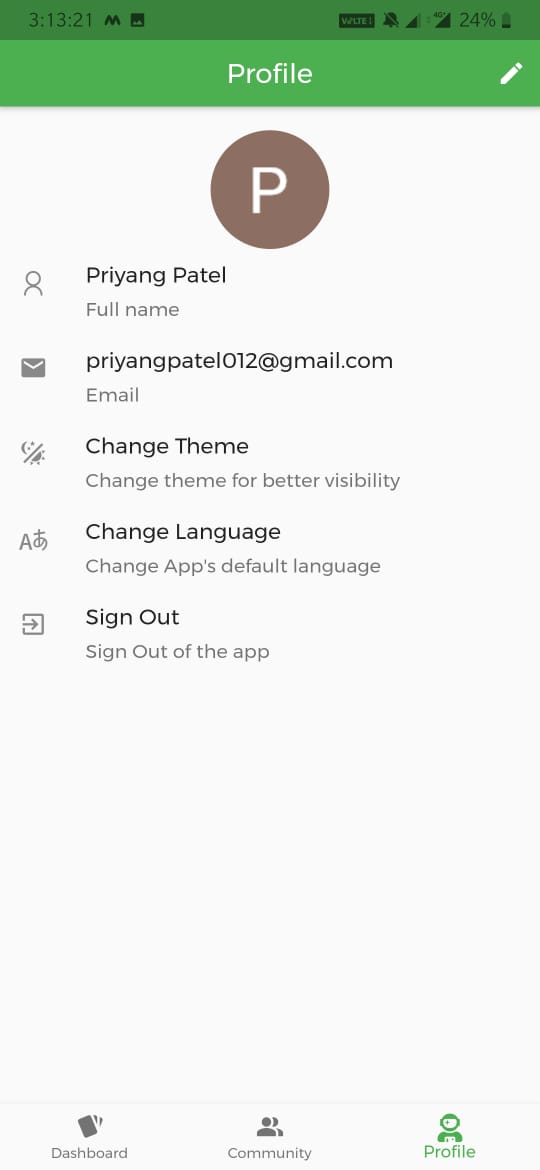 3:13:21 VoLTE 4G+ 24%
Profile
P
Priyang Patel
Full name
priyangpatel012@gmail.com
Email
Change Theme
Change theme for better visibility
Aあ
Change Language
Change App's default language
Sign Out
Sign Out of the app
Dashboard
Community
Profile